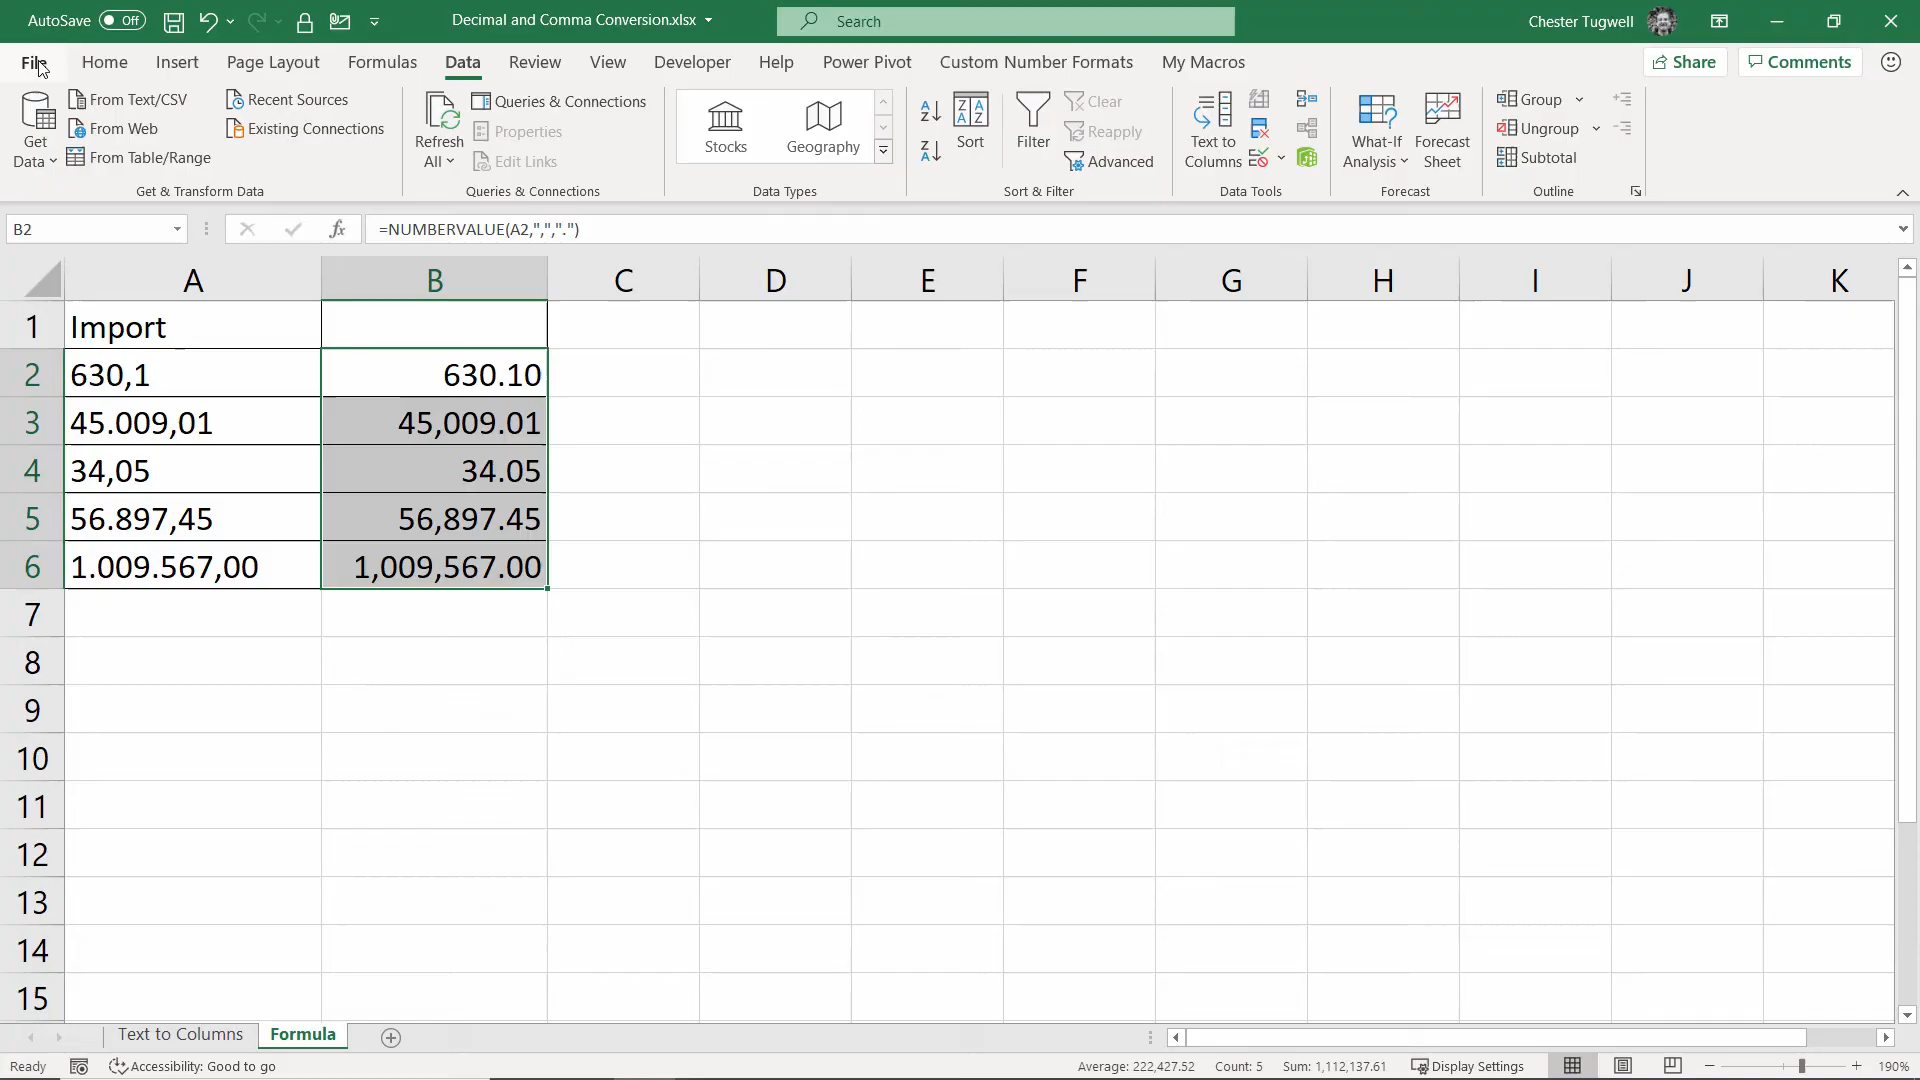 AutoSave Off Decimal and Comma Conversion.xlsx Search Chester Tugwell
File Home Insert Page Layout Formulas Data Review View Developer Help Power Pivot Custom Number Formats My Macros Share Comments
Get Data
From Text/CSV
From Web
From Table/Range
Recent Sources
Existing Connections
Get & Transform Data
Refresh All
Queries & Connections
Properties
Edit Links
Queries & Connections
Stocks Geography
Data Types
Sort
Filter
Clear
Reapply
Advanced
Sort & Filter
Text to Columns
Data Tools
What-If Analysis
Forecast Sheet
Forecast
Group
Ungroup
Subtotal
Outline
B2 fx =NUMBERVALUE(A2,",",".")
A B C D E F G H I J K
1 Import
2 630,1 630.10
3 45.009,01 45,009.01
4 34,05 34.05
5 56.897,45 56,897.45
6 1.009.567,00 1,009,567.00
7
8
9
10
11
12
13
14
15
Text to Columns Formula
Ready Accessibility: Good to go Average: 222,427.52 Count: 5 Sum: 1,112,137.61 Display Settings 190%